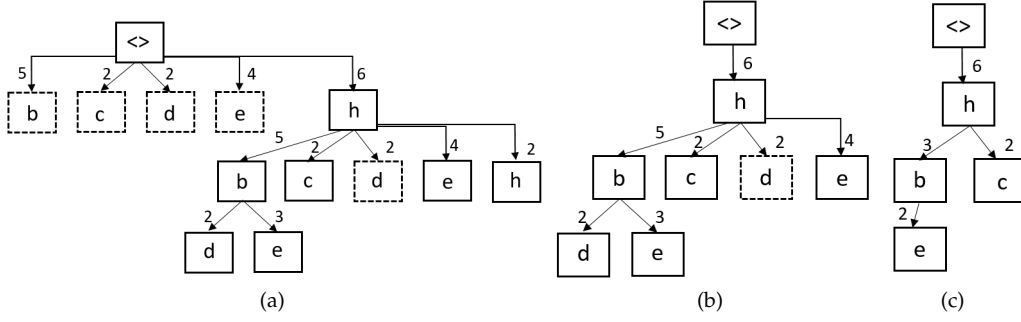 <> <> <>
5 2 2 4 6 6 6
b c d e h h h
5 2 2 4 2 5 2 2 4 3 2
b c d e h b c d e b c
2 3 2 3 2
d e d e e
(a) (b) (c)